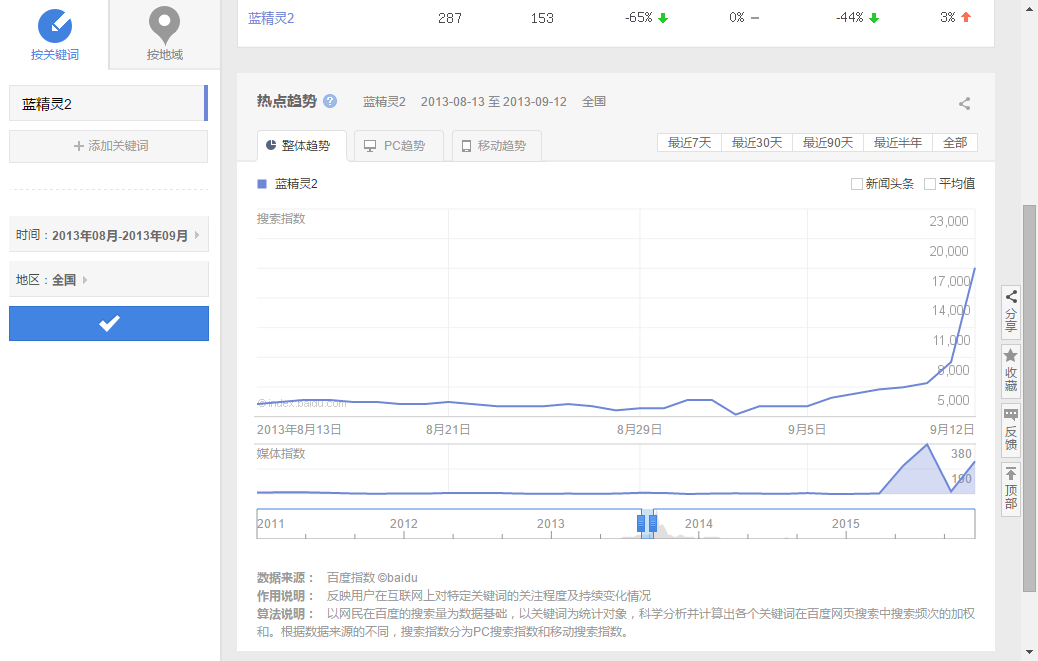 按关键词
按地域
蓝精灵2
+ 添加关键词
时间：2013年08月-2013年09月
地区：全国
蓝精灵2 287 153 -65% 0% -44% 3%
热点趋势 ? 蓝精灵2 2013-08-13 至 2013-09-12 全国
整体趋势 PC趋势 移动趋势 最近7天 最近30天 最近90天 最近半年 全部
蓝精灵2 新闻头条 平均值
搜索指数
23,000
20,000
17,000
14,000
11,000
8,000
5,000
©index.baidu.com
2013年8月13日 8月21日 8月29日 9月5日 9月12日
媒体指数
380
190
2011 2012 2013 2014 2015
数据来源： 百度指数 ©baidu
作用说明： 反映用户在互联网上对特定关键词的关注程度及持续变化情况
算法说明： 以网民在百度的搜索量为数据基础，以关键词为统计对象，科学分析并计算出各个关键词在百度网页搜索中搜索频次的加权
和。根据数据来源的不同，搜索指数分为PC搜索指数和移动搜索指数。
分享
收藏
反馈
顶部